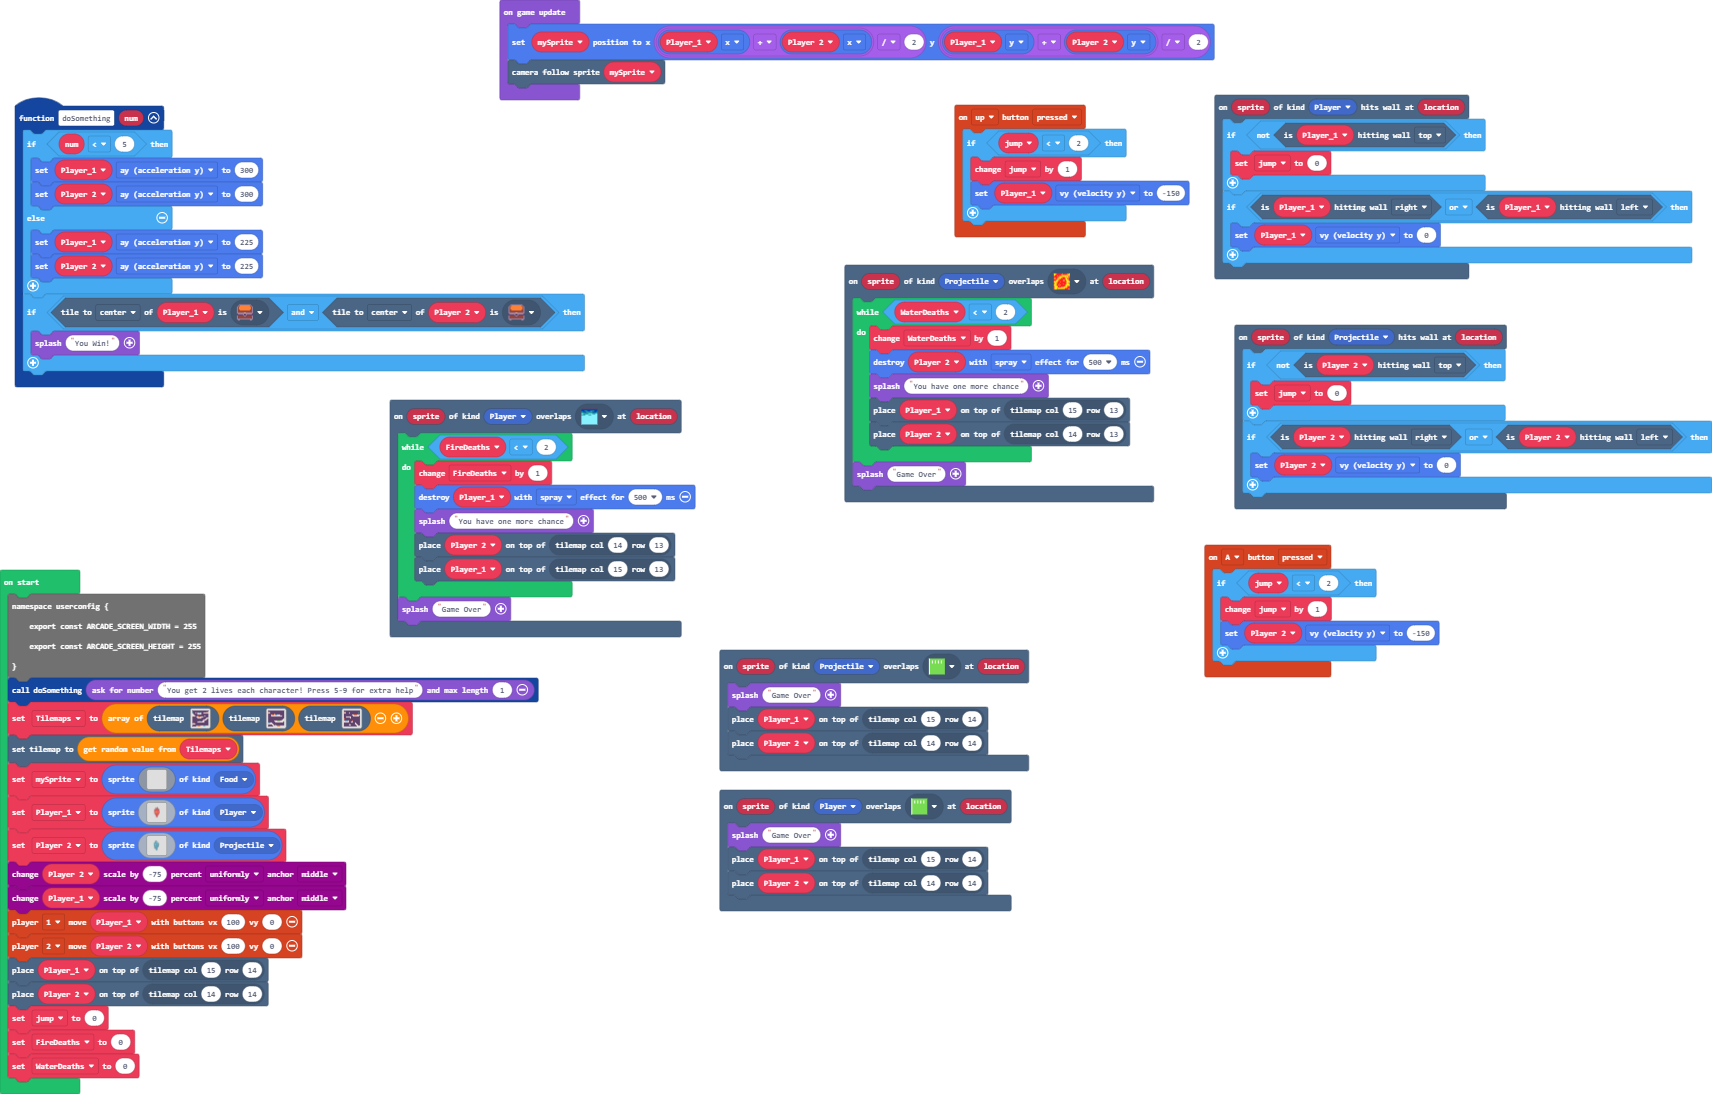 on game update
set mySprite position to x Player_1 x + Player 2 x / 2 y Player_1 y + Player 2 y / 2
camera follow sprite mySprite
function doSomething num
if num < 5 then
set Player_1 ay (acceleration y) to 300
set Player 2 ay (acceleration y) to 300
else
set Player_1 ay (acceleration y) to 225
set Player 2 ay (acceleration y) to 225
if tile to center of Player_1 is and tile to center of Player 2 is then
splash "You Win!"
on up button pressed
if jump < 2 then
change jump by 1
set Player_1 vy (velocity y) to -150
on sprite of kind Player hits wall at location
if not is Player_1 hitting wall top then
set jump to 0
if is Player_1 hitting wall right or is Player_1 hitting wall left then
set Player_1 vy (velocity y) to 0
on sprite of kind Projectile overlaps at location
while WaterDeaths < 2
do
change WaterDeaths by 1
destroy Player 2 with spray effect for 500 ms
splash "You have one more chance"
place Player_1 on top of tilemap col 15 row 13
place Player 2 on top of tilemap col 14 row 13
splash "Game Over"
on sprite of kind Projectile hits wall at location
if not is Player 2 hitting wall top then
set jump to 0
if is Player 2 hitting wall right or is Player 2 hitting wall left then
set Player 2 vy (velocity y) to 0
on sprite of kind Player overlaps at location
while FireDeaths < 2
do
change FireDeaths by 1
destroy Player_1 with spray effect for 500 ms
splash "You have one more chance"
place Player 2 on top of tilemap col 14 row 13
place Player_1 on top of tilemap col 15 row 13
splash "Game Over"
on A button pressed
if jump < 2 then
change jump by 1
set Player 2 vy (velocity y) to -150
on start
namespace userconfig {
export const ARCADE_SCREEN_WIDTH = 255
export const ARCADE_SCREEN_HEIGHT = 255
}
call doSomething ask for number "You get 2 lives each character! Press 5-9 for extra help" and max length 1
set Tilemaps to array of tilemap tilemap tilemap
set tilemap to get random value from Tilemaps
set mySprite to sprite of kind Food
set Player_1 to sprite of kind Player
set Player 2 to sprite of kind Projectile
change Player 2 scale by -75 percent uniformly anchor middle
change Player_1 scale by -75 percent uniformly anchor middle
player 1 move Player_1 with buttons vx 100 vy 0
player 2 move Player 2 with buttons vx 100 vy 0
place Player_1 on top of tilemap col 15 row 14
place Player 2 on top of tilemap col 14 row 14
set jump to 0
set FireDeaths to 0
set WaterDeaths to 0
on sprite of kind Projectile overlaps at location
splash "Game Over"
place Player_1 on top of tilemap col 15 row 14
place Player 2 on top of tilemap col 14 row 14
on sprite of kind Player overlaps at location
splash "Game Over"
place Player_1 on top of tilemap col 15 row 14
place Player 2 on top of tilemap col 14 row 14